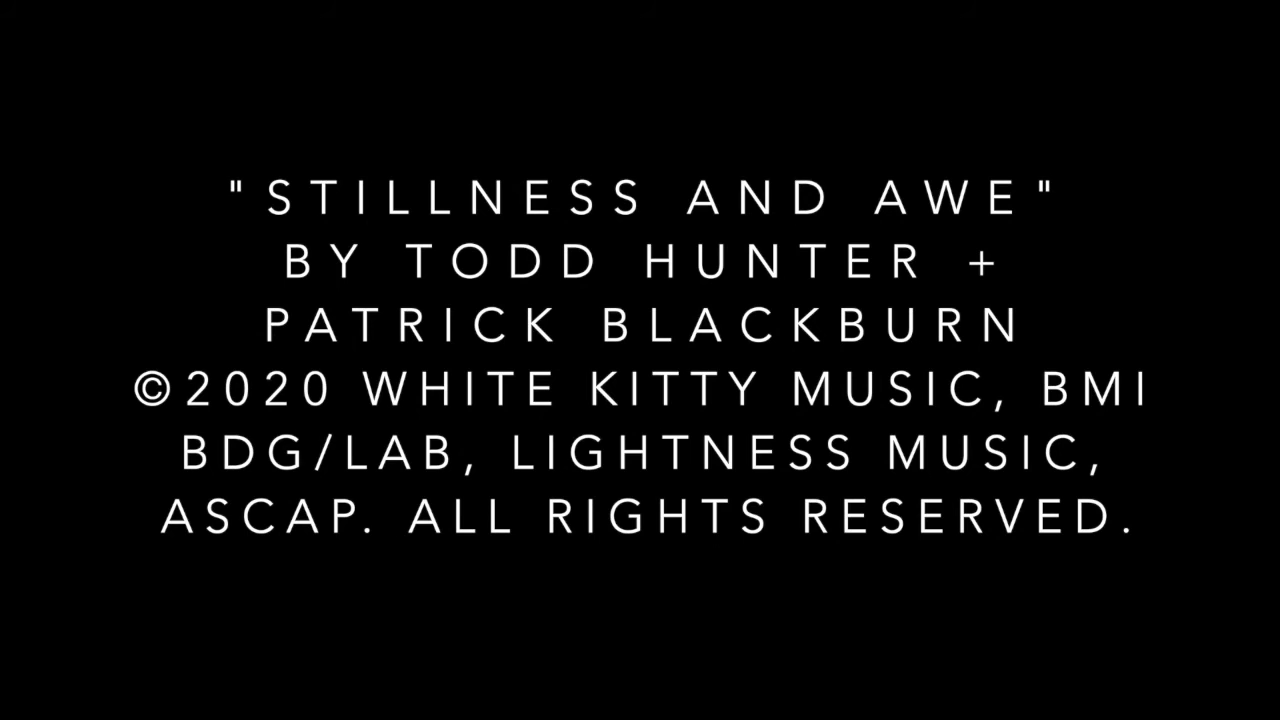 "STILLNESS AND AWE"
BY TODD HUNTER +
PATRICK BLACKBURN
©2020 WHITE KITTY MUSIC, BMI
BDG/LAB, LIGHTNESS MUSIC,
ASCAP. ALL RIGHTS RESERVED.